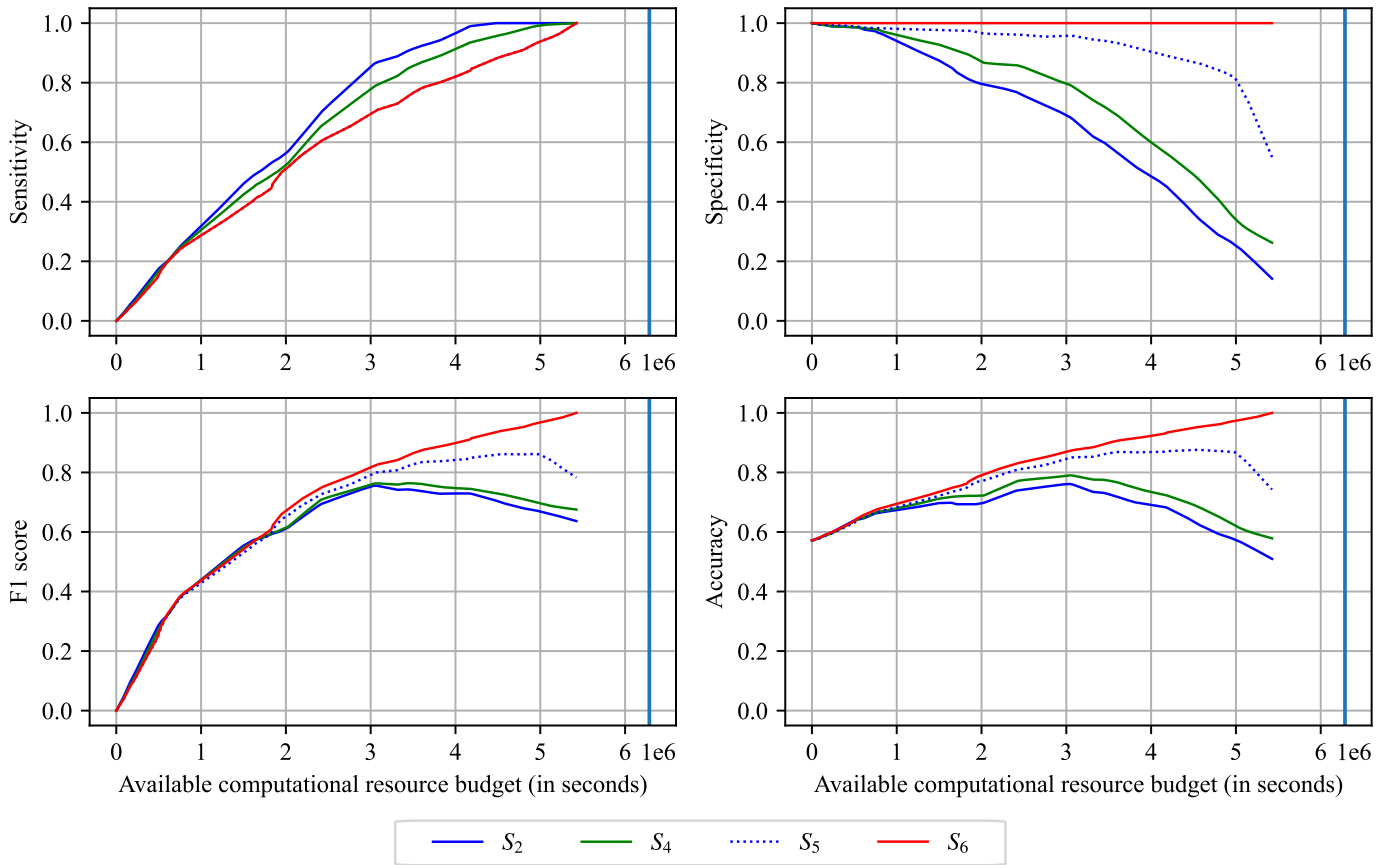 1.0
0.8
0.6
0.4
0.2
0.0
Sensitivity
0 1 2 3 4 5 6 1e6
1.0
0.8
0.6
0.4
0.2
0.0
Specificity
0 1 2 3 4 5 6 1e6
1.0
0.8
0.6
0.4
0.2
0.0
F1 score
0 1 2 3 4 5 6 1e6
Available computational resource budget (in seconds)
1.0
0.8
0.6
0.4
0.2
0.0
Accuracy
0 1 2 3 4 5 6 1e6
Available computational resource budget (in seconds)
S2 S4 S5 S6